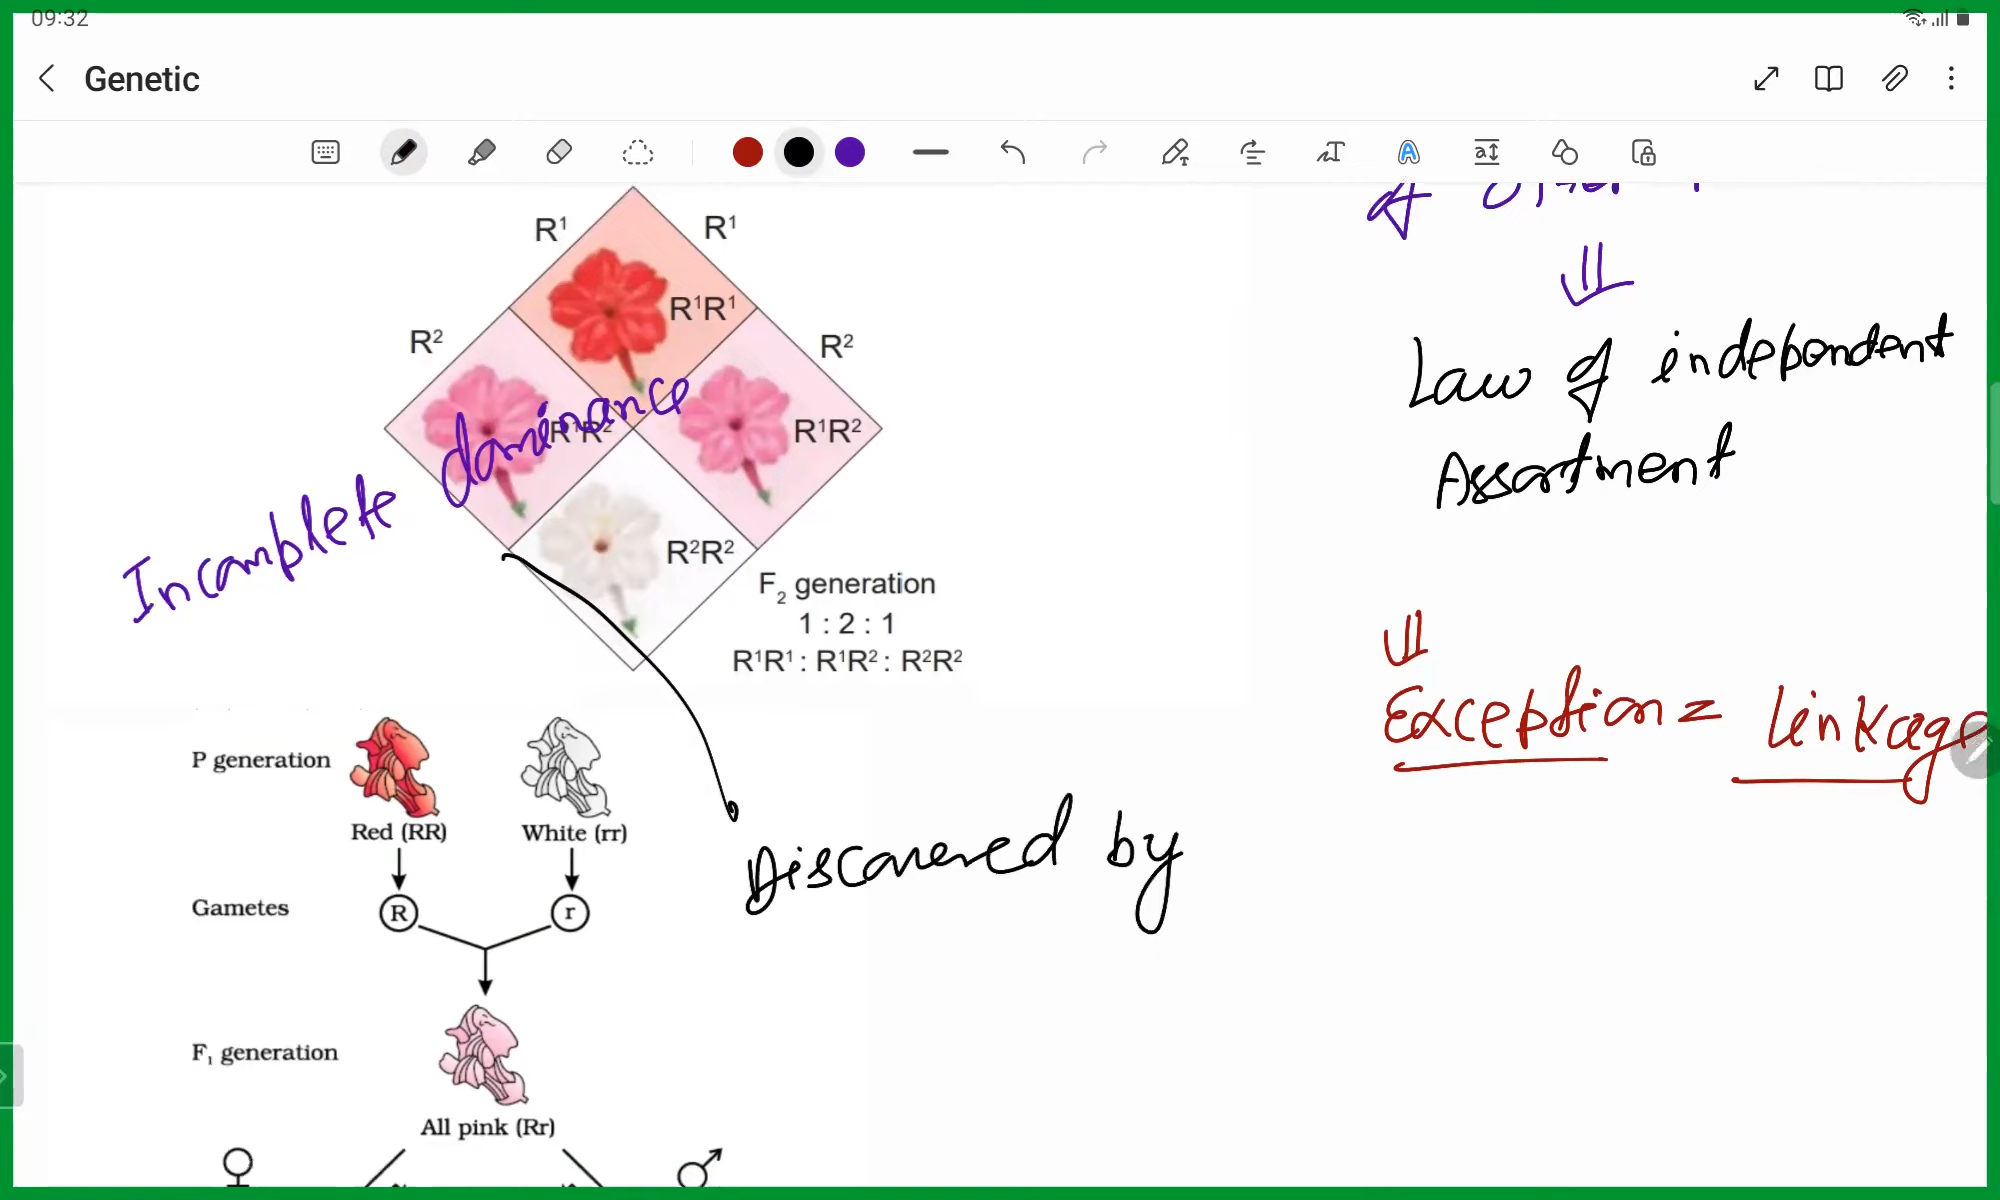 09:32
Genetic
R¹ R¹
R¹R¹
R² R²
R¹R² R¹R²
Incomplete dominance
R²R²
F₂ generation
1 : 2 : 1
R¹R¹ : R¹R² : R²R²
P generation
Red (RR) White (rr)
Gametes R r
F₁ generation
All pink (Rr)
Discovered by
Law of independent
Assortment
Exception = linkage